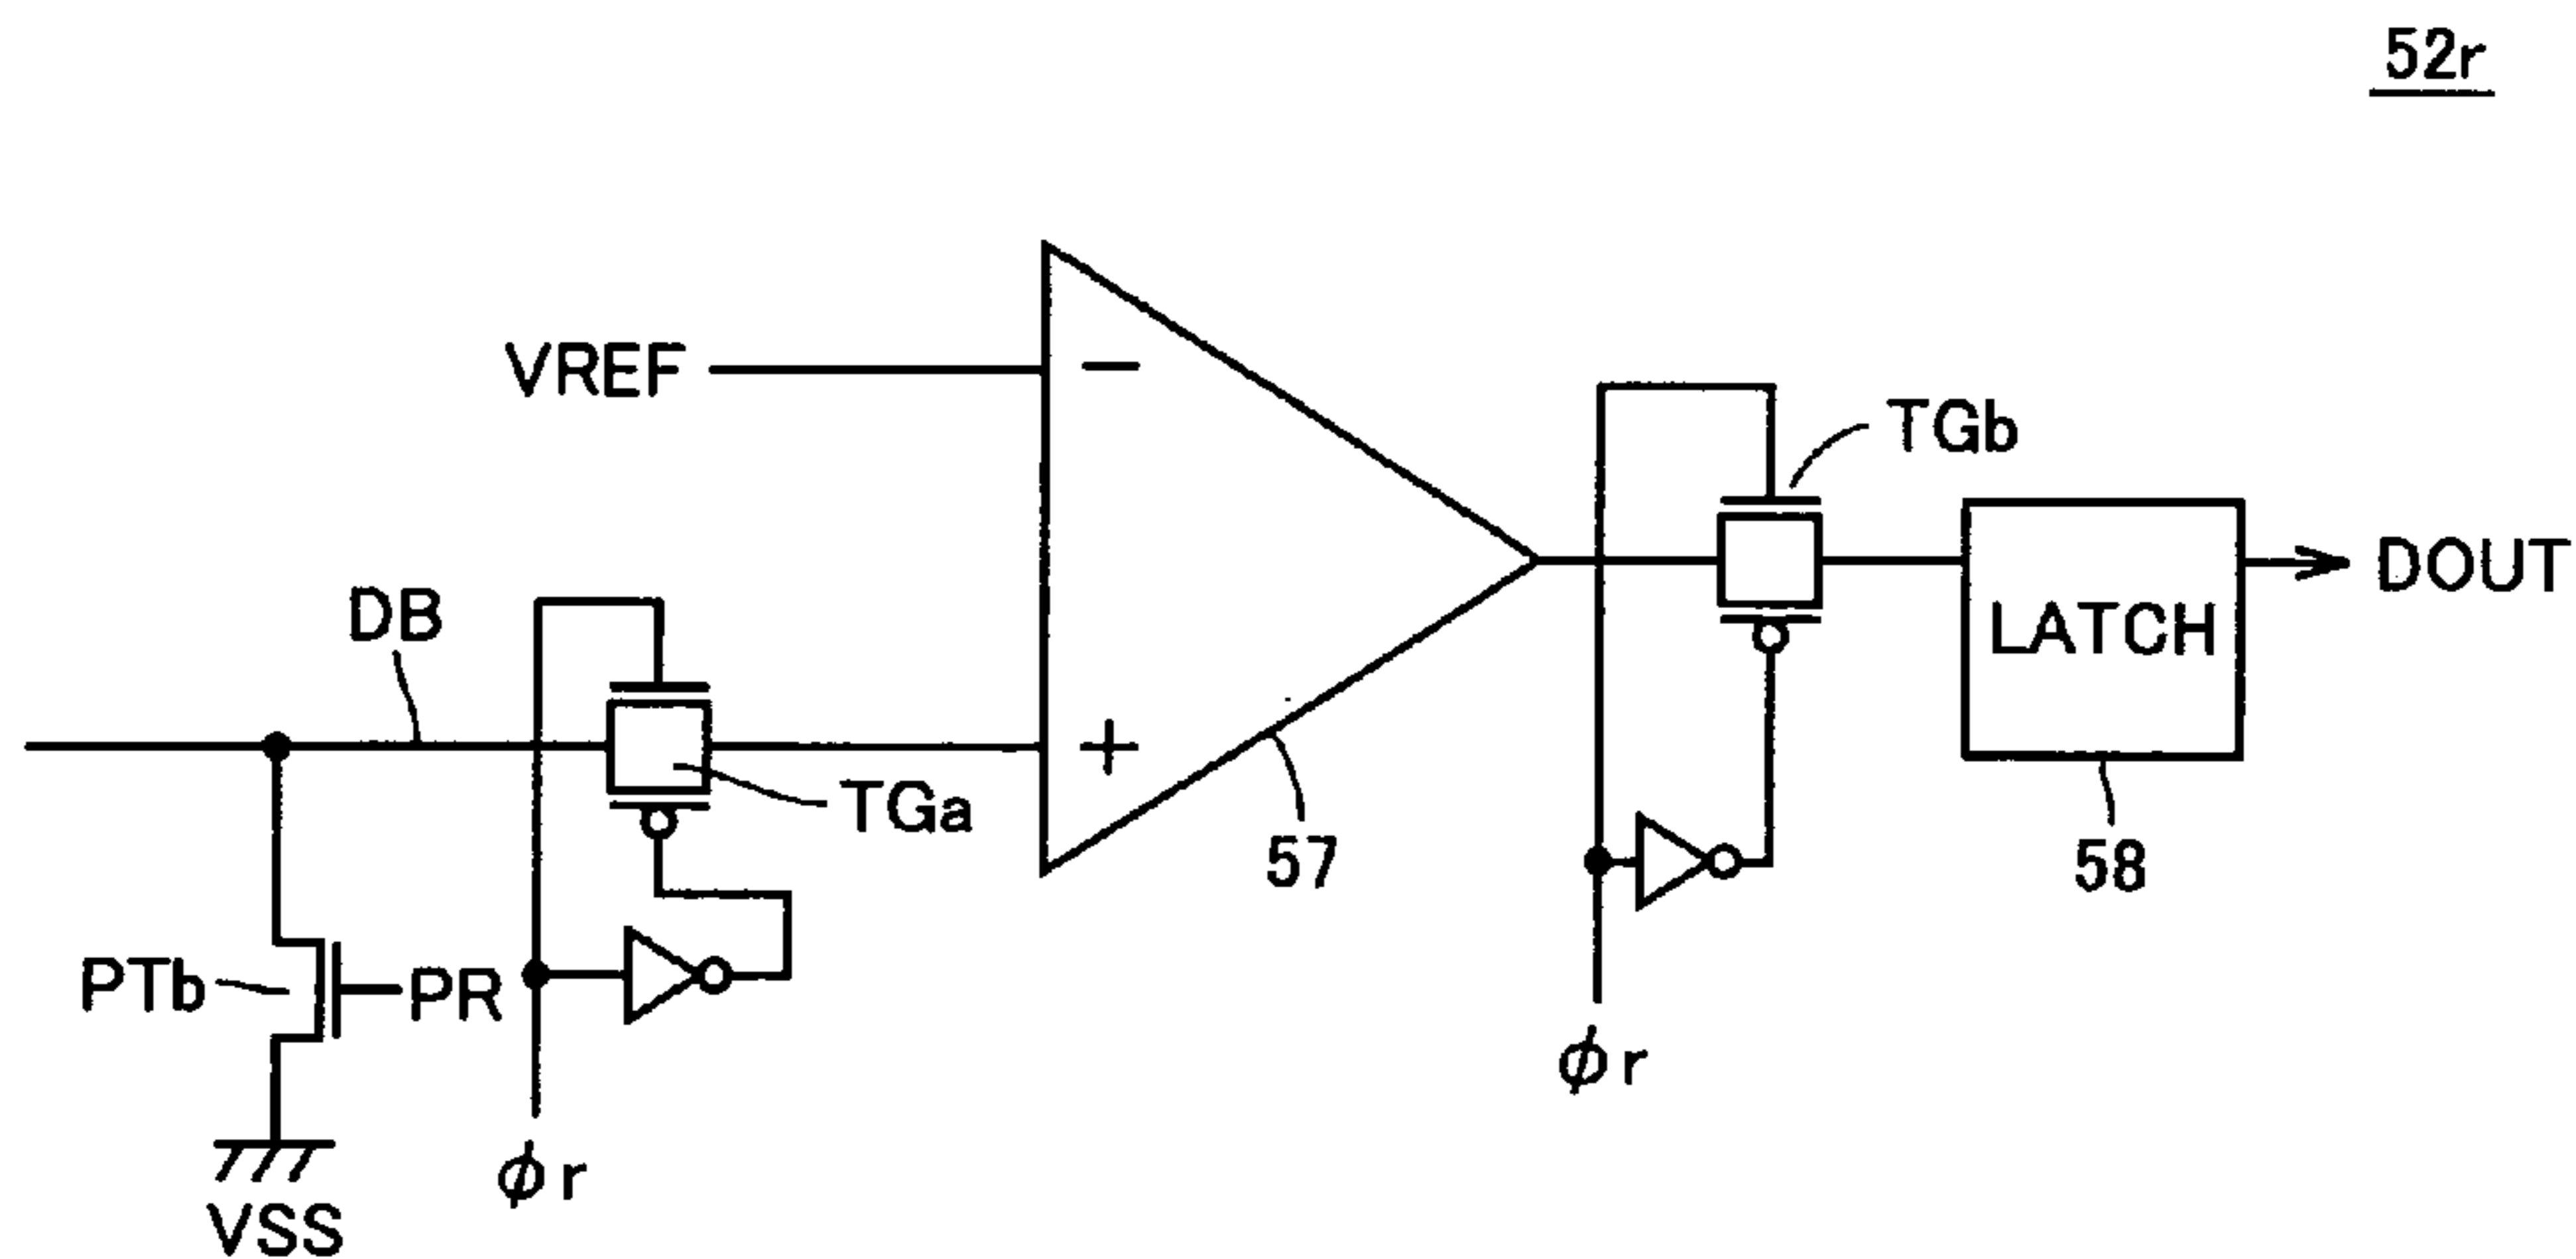 52r
VREF
−
TGb
DOUT
DB
LATCH
+
TGa
57
58
PTb
PR
φr
φr
VSS